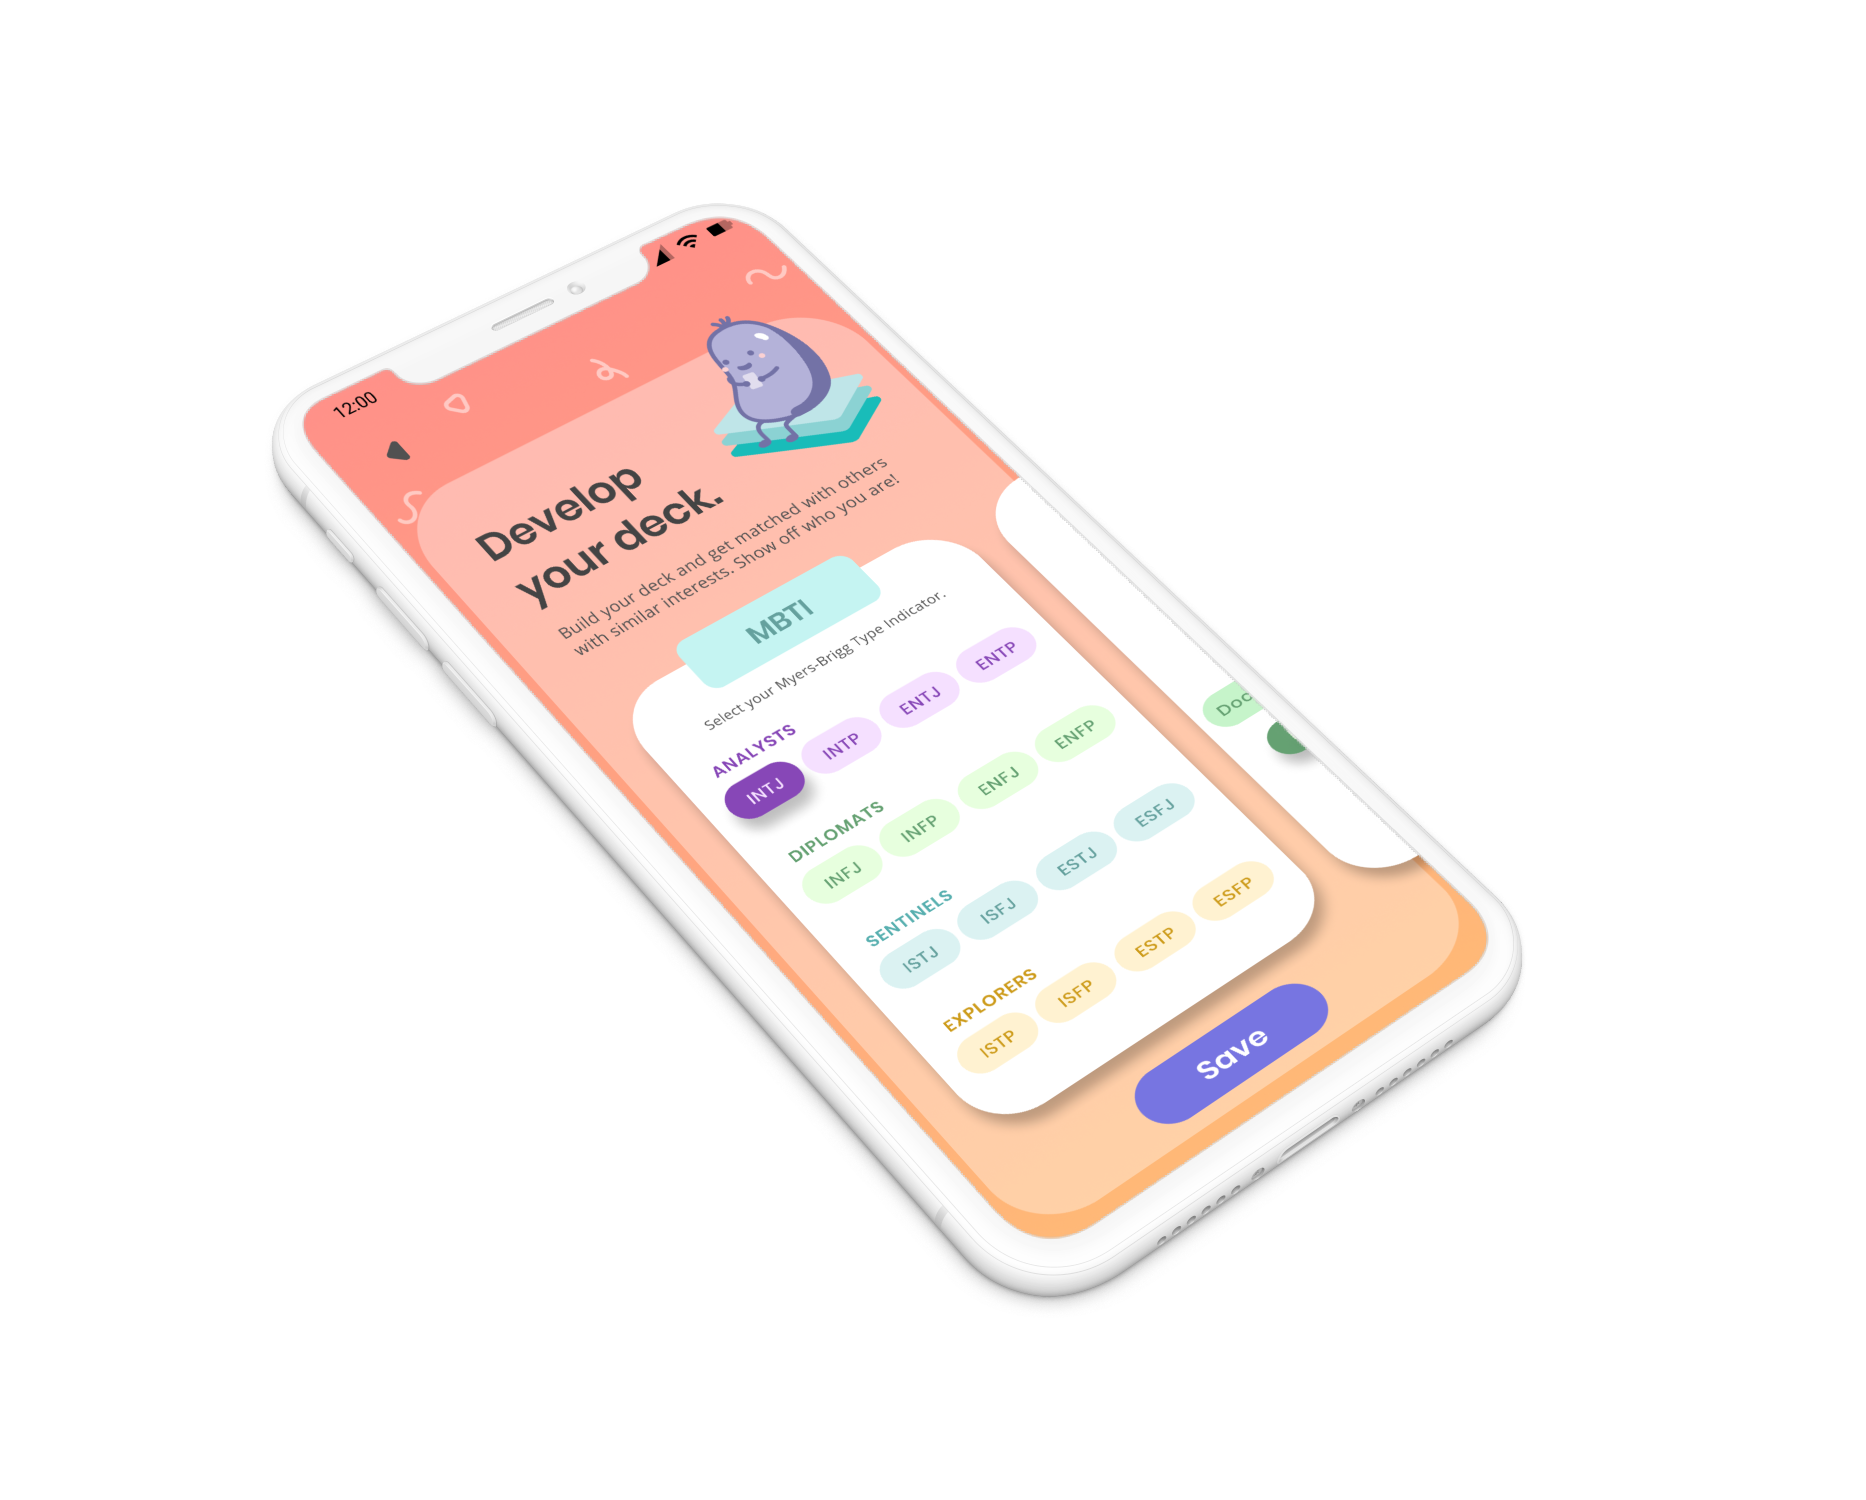 12:00
Develop
your deck.
Build your deck and get matched with others
with similar interests. Show off who you are!
MBTI
Select your Myers-Brigg Type Indicator.
ANALYSTS
INTJ INTP ENTJ ENTP
DIPLOMATS
INFJ INFP ENFJ ENFP
SENTINELS
ISTJ ISFJ ESTJ ESFJ
EXPLORERS
ISTP ISFP ESTP ESFP
Doc
Save